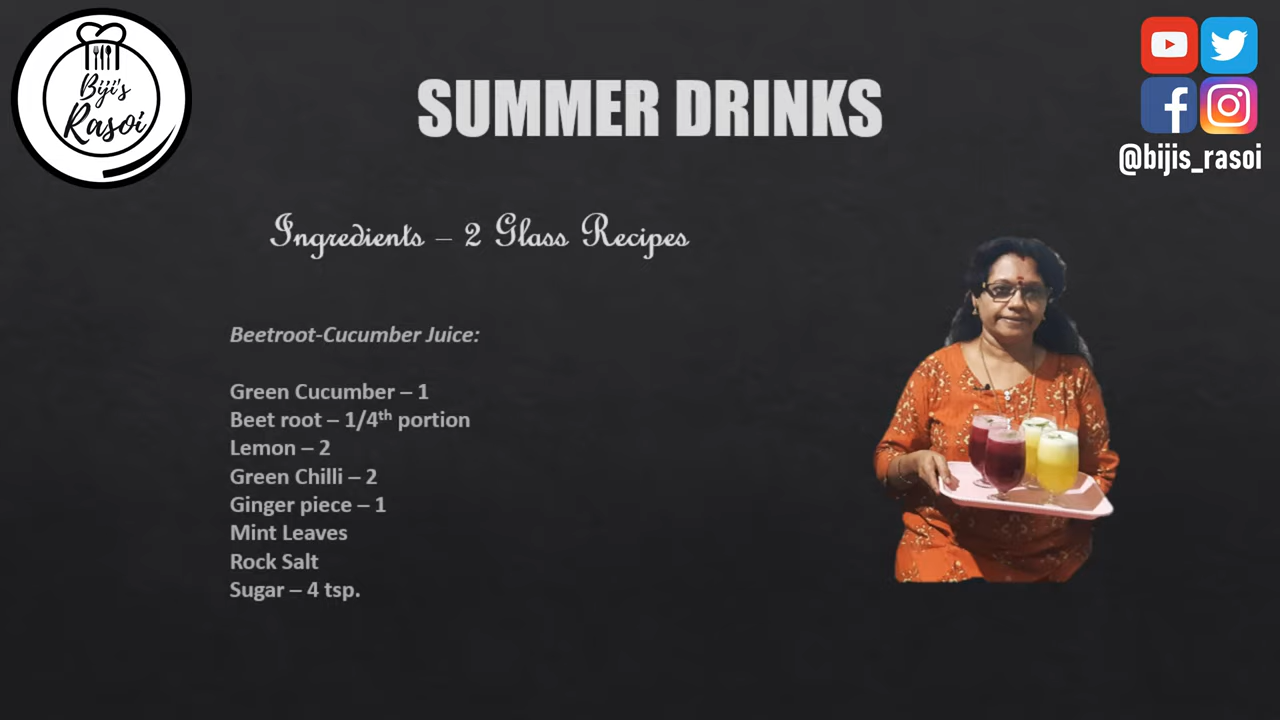 Biji's
Rasoi
SUMMER DRINKS
@bijis_rasoi
Ingredients – 2 Glass Recipes
Beetroot-Cucumber Juice:
Green Cucumber – 1
Beet root – 1/4th portion
Lemon – 2
Green Chilli – 2
Ginger piece – 1
Mint Leaves
Rock Salt
Sugar – 4 tsp.